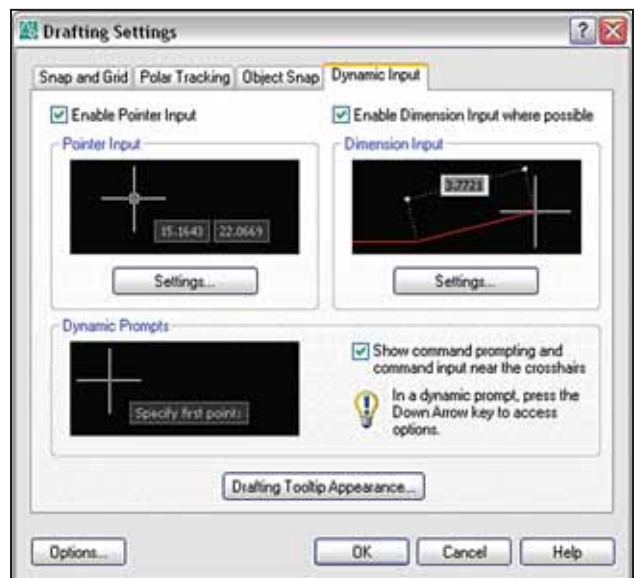 Drafting Settings
Snap and Grid Polar Tracking Object Snap Dynamic Input
Enable Pointer Input
Enable Dimension Input where possible
Pointer Input
15.1643 22.0669
Settings...
Dimension Input
3.7721
Settings...
Dynamic Prompts
Specify first point:
Show command prompting and
command input near the crosshairs
In a dynamic prompt, press the
Down Arrow key to access
options.
Drafting Tooltip Appearance...
Options... OK Cancel Help